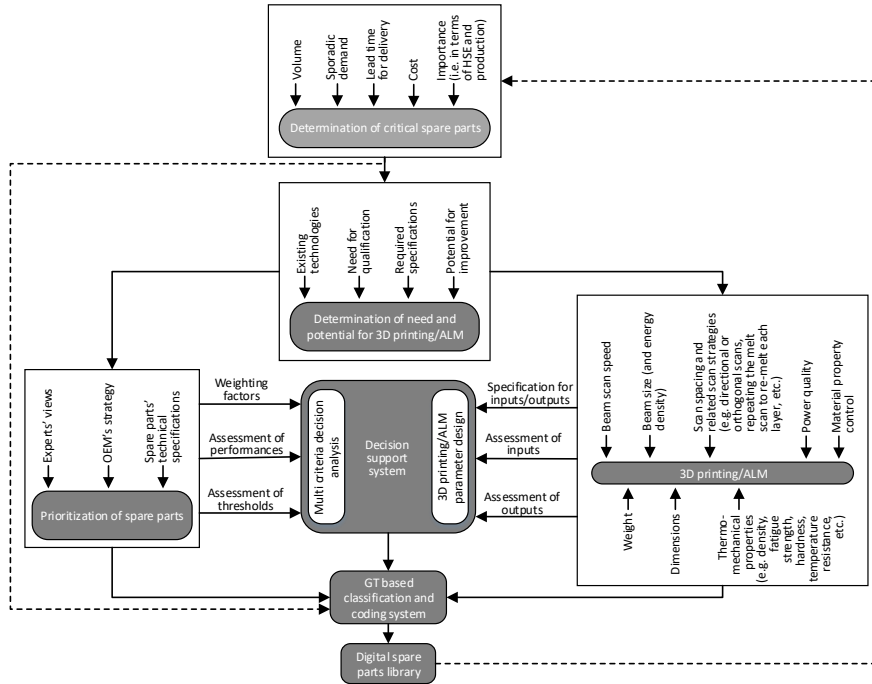 Volume
Sporadic
demand
Lead time
for delivery
Cost
Importance
(i.e. in terms
of HSE and
production)
Determination of critical spare parts
Existing
technologies
Need for
qualification
Required
specifications
Potential for
improvement
Determination of need and
potential for 3D printing/ALM
Experts' views
OEM's strategy
Spare parts'
technical
specifications
Prioritization of spare parts
Weighting
factors
Assessment of
performances
Assessment of
thresholds
Multi criteria decision
analysis
Decision
support
system
3D printing/ALM
parameter design
Specification for
inputs/outputs
Assessment of
inputs
Assessment of
outputs
Beam scan speed
Beam size (and energy
density)
Scan spacing and
related scan strategies
(e.g. directional or
orthogonal scans,
repeating the melt
scan to re-melt each
layer, etc.)
Power quality
Material property
control
3D printing/ALM
Weight
Dimensions
Thermo-
mechanical
properties
(e.g. density,
fatigue
strength,
hardness,
temperature
resistance,
etc.)
GT based
classification and
coding system
Digital spare
parts library